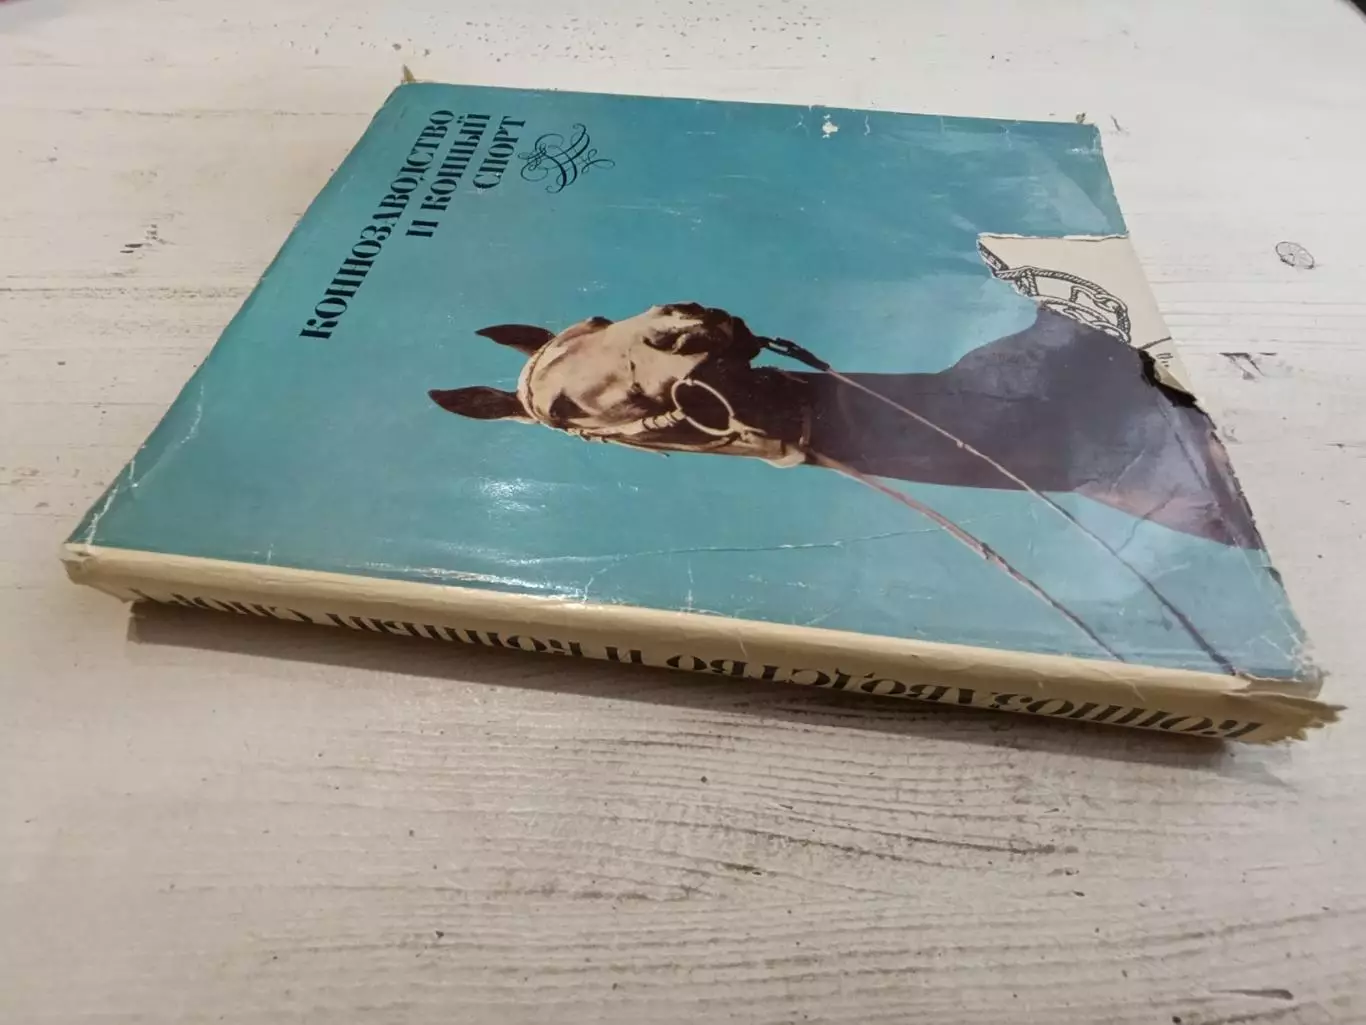 КОННОЗАВОДСТВО
И КОННЫЙ
СПОРТ
КОННОЗАВОДСТВО И КОННЫЙ СПОРТ